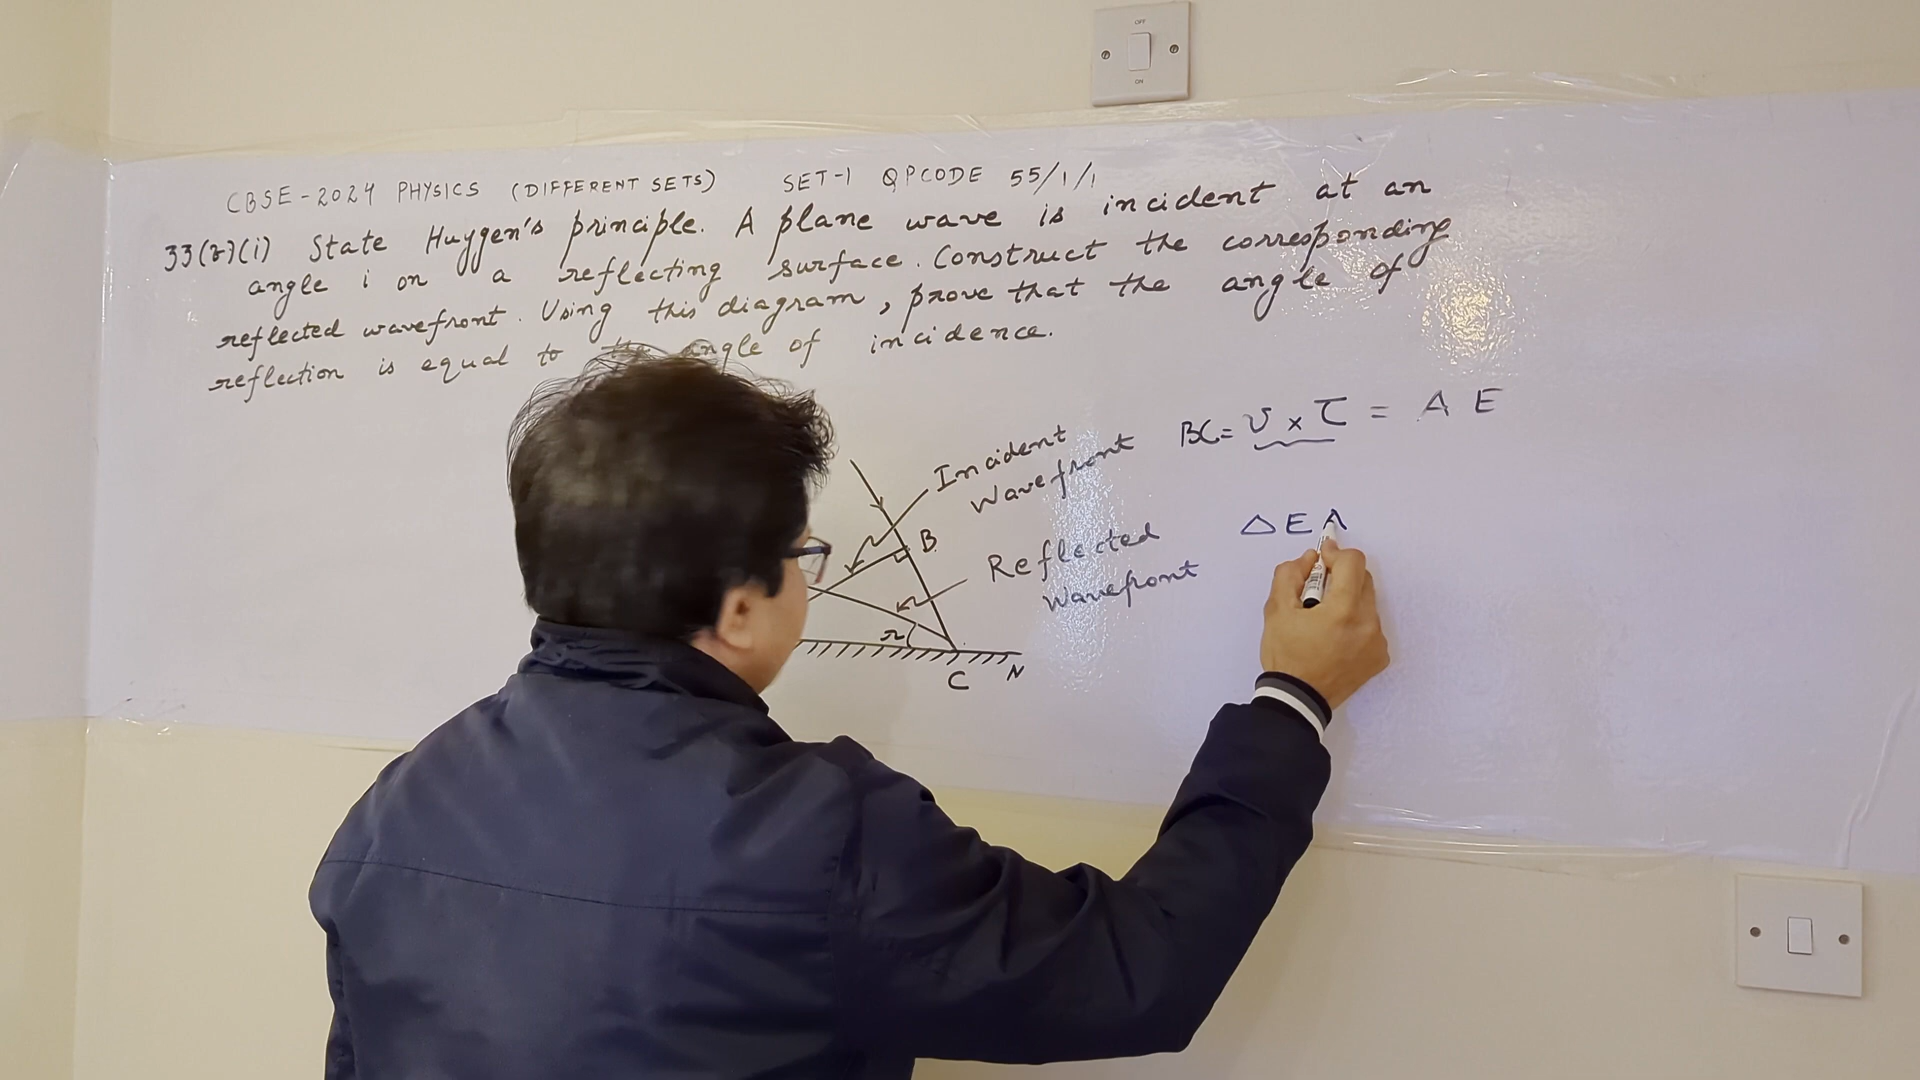 OFF
ON
CBSE-2024 PHYSICS (DIFFERENT SETS) SET-1 QPCODE 55/1/1
State Huygen's principle. A plane wave is incident at an
angle i on a reflecting surface. Construct the corresponding
reflected wavefront. Using this diagram, prove that the angle of
reflection is equal to the angle of incidence.
Incident
Wavefront
BC = υ × τ = A E
B
Reflected
Wavefront
Δ E A
r
C
N